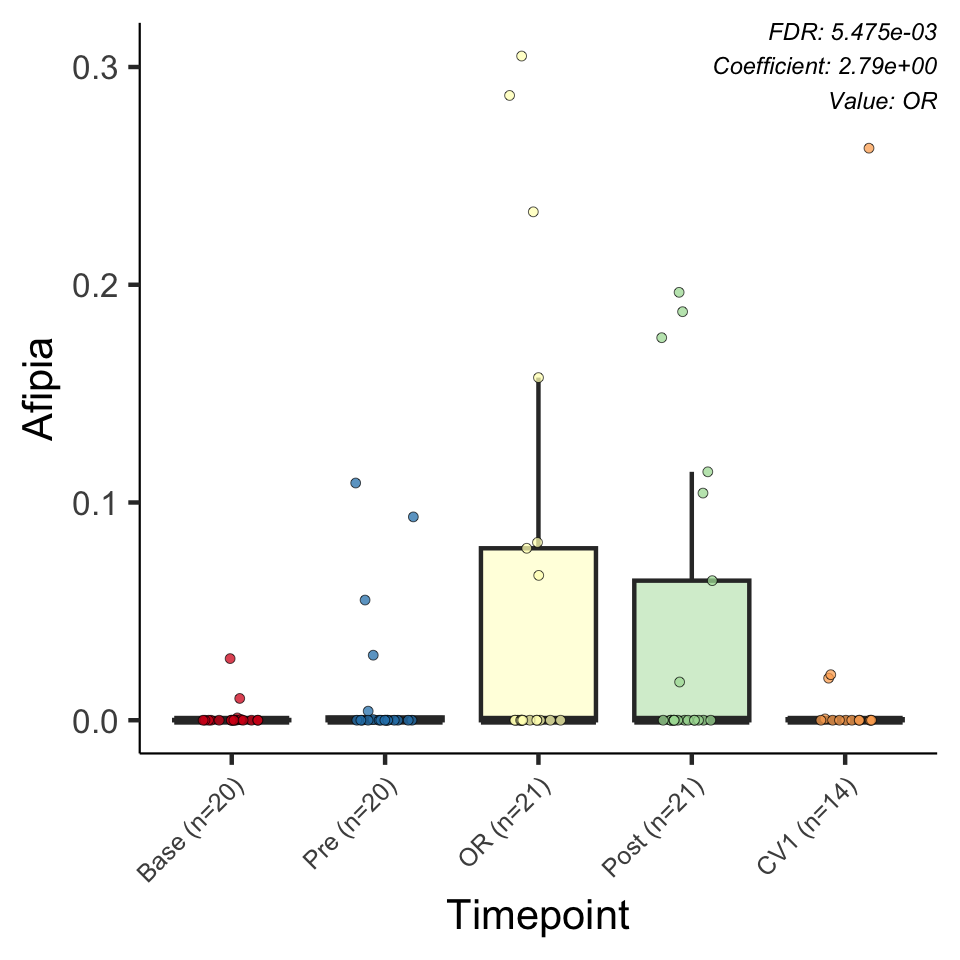 FDR: 5.475e-03
Coefficient: 2.79e+00
Value: OR
0.3
0.2
0.1
0.0
Afipia
Base (n=20)
Pre (n=20)
OR (n=21)
Post (n=21)
CV1 (n=14)
Timepoint